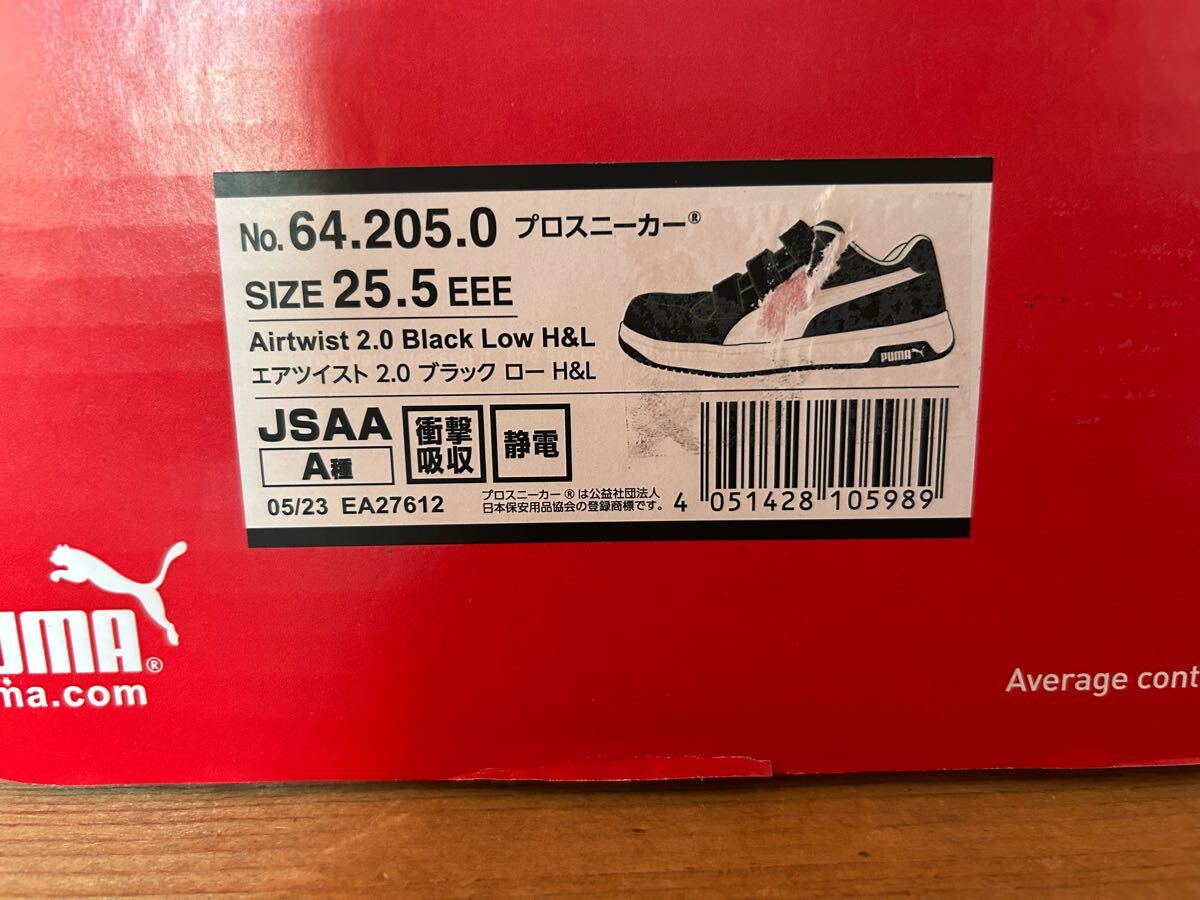 No. 64.205.0 プロスニーカー®
SIZE 25.5 EEE
Airtwist 2.0 Black Low H&L
エアツイスト 2.0 ブラック ロー H&L
PUMA
JSAA
A種
衝撃
吸収
静電
05/23 EA27612
プロスニーカー®は公益社団法人
日本保安用品協会の登録商標です。
4 051428 105989
UMA®
ma.com
Average cont